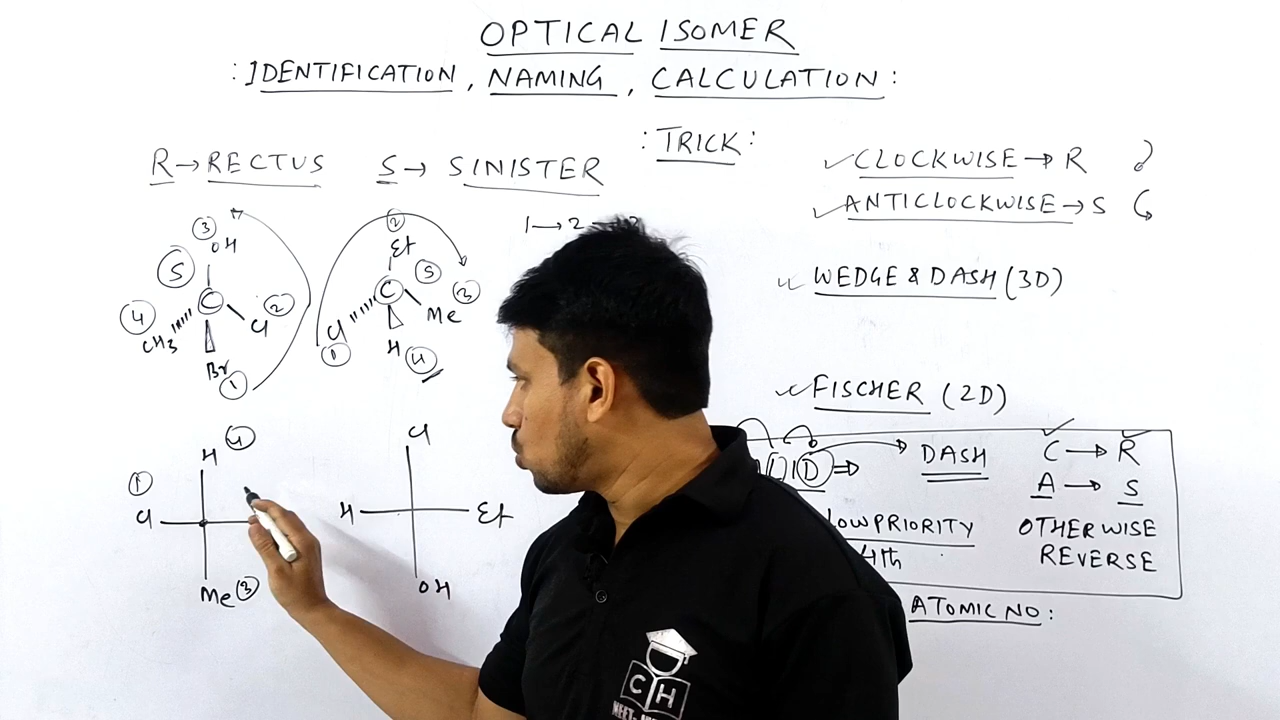 OPTICAL ISOMER
: IDENTIFICATION, NAMING, CALCULATION :
: TRICK :
R→RECTUS
S→ SINISTER
✓CLOCKWISE→R
✓ANTICLOCKWISE→S
1→2→3
③
OH
S
C
④
CH3
Cl ②
Br
①
②
Et
C
S
③
Me
Cl
①
H
④
WEDGE & DASH (3D)
FISCHER (2D)
H ④
①
Cl
Me ③
Cl
H
Et
OH
D ⇒
DASH
C→R
A→S
LOW PRIORITY
4th
OTHERWISE
REVERSE
ATOMIC NO:
CH